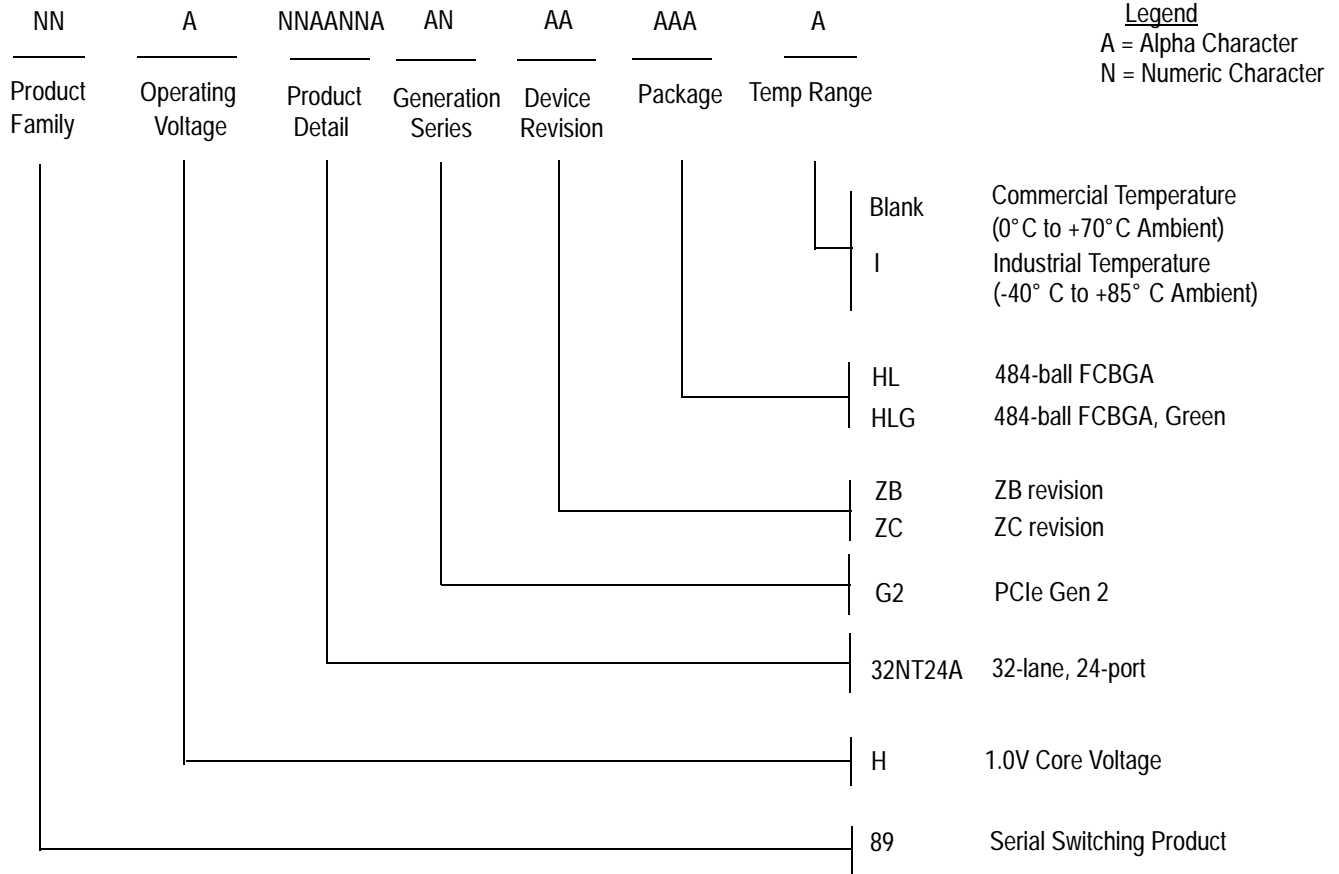 NN A NNAANNA AN AA AAA A
Legend
A = Alpha Character
N = Numeric Character
Product Family
Operating Voltage
Product Detail
Generation Series
Device Revision
Package
Temp Range
Blank Commercial Temperature
(0°C to +70°C Ambient)
I Industrial Temperature
(-40° C to +85° C Ambient)
HL 484-ball FCBGA
HLG 484-ball FCBGA, Green
ZB ZB revision
ZC ZC revision
G2 PCIe Gen 2
32NT24A 32-lane, 24-port
H 1.0V Core Voltage
89 Serial Switching Product